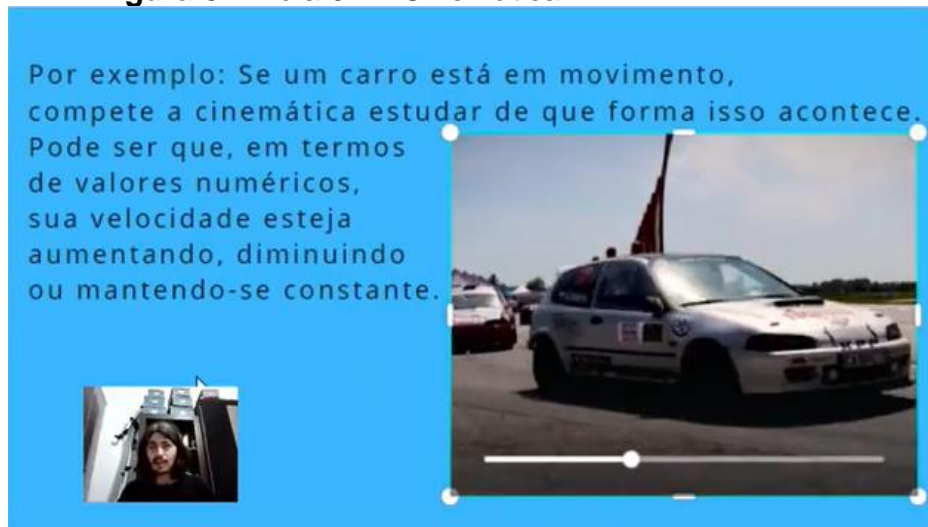 Por exemplo: Se um carro está em movimento,
compete a cinemática estudar de que forma isso acontece.
Pode ser que, em termos
de valores numéricos,
sua velocidade esteja
aumentando, diminuindo
ou mantendo-se constante.